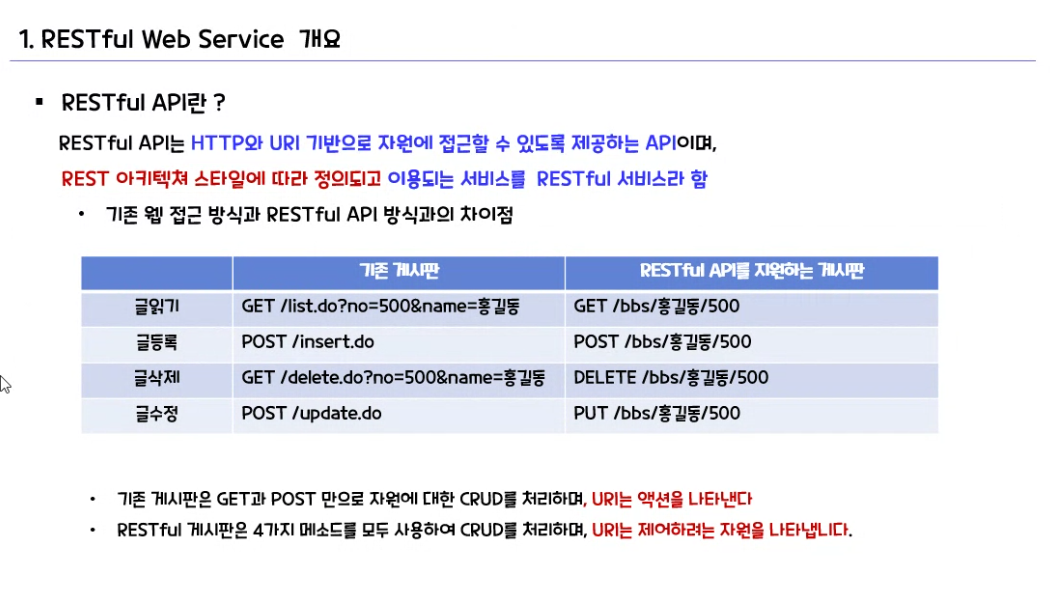 1. RESTful Web Service 개요
▪ RESTful API란 ?
RESTful API는 HTTP와 URI 기반으로 자원에 접근할 수 있도록 제공하는 API이며,
REST 아키텍쳐 스타일에 따라 정의되고 이용되는 서비스를 RESTful 서비스라 함
• 기존 웹 접근 방식과 RESTful API 방식과의 차이점
기존 게시판 RESTful API를 지원하는 게시판
글읽기 GET /list.do?no=500&name=홍길동 GET /bbs/홍길동/500
글등록 POST /insert.do POST /bbs/홍길동/500
글삭제 GET /delete.do?no=500&name=홍길동 DELETE /bbs/홍길동/500
글수정 POST /update.do PUT /bbs/홍길동/500
• 기존 게시판은 GET과 POST 만으로 자원에 대한 CRUD를 처리하며, URI는 액션을 나타낸다
• RESTful 게시판은 4가지 메소드를 모두 사용하여 CRUD를 처리하며, URI는 제어하려는 자원을 나타냅니다.